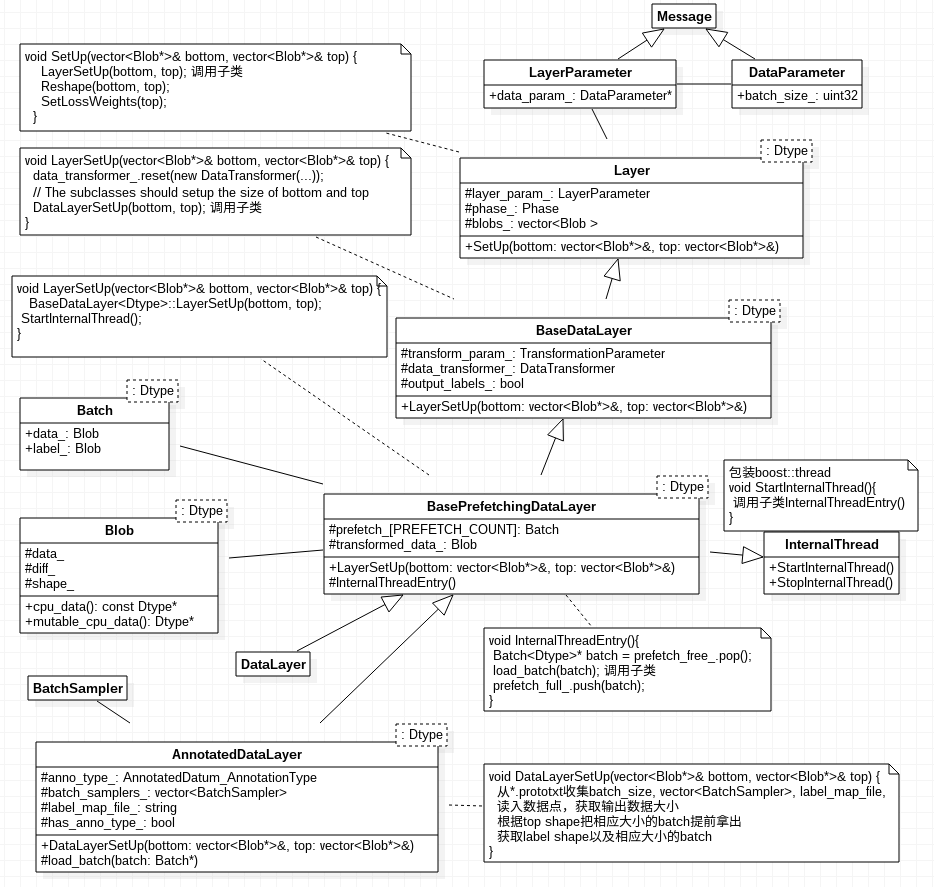 Message
void SetUp(vector<Blob*>& bottom, vector<Blob*>& top) {
LayerSetUp(bottom, top); 调用子类
Reshape(bottom, top);
SetLossWeights(top);
}
LayerParameter
+data_param_: DataParameter*
DataParameter
+batch_size_: uint32
void LayerSetUp(vector<Blob*>& bottom, vector<Blob*>& top) {
data_transformer_.reset(new DataTransformer(...));
// The subclasses should setup the size of bottom and top
DataLayerSetUp(bottom, top); 调用子类
}
: Dtype
Layer
#layer_param_: LayerParameter
#phase_: Phase
#blobs_: vector<Blob >
+SetUp(bottom: vector<Blob*>&, top: vector<Blob*>&)
void LayerSetUp(vector<Blob*>& bottom, vector<Blob*>& top) {
BaseDataLayer<Dtype>::LayerSetUp(bottom, top);
StartInternalThread();
}
: Dtype
BaseDataLayer
#transform_param_: TransformationParameter
#data_transformer_: DataTransformer
#output_labels_: bool
+LayerSetUp(bottom: vector<Blob*>&, top: vector<Blob*>&)
: Dtype
Batch
+data_: Blob
+label_: Blob
: Dtype
BasePrefetchingDataLayer
#prefetch_[PREFETCH_COUNT]: Batch
#transformed_data_: Blob
+LayerSetUp(bottom: vector<Blob*>&, top: vector<Blob*>&)
#InternalThreadEntry()
包装boost::thread
void StartInternalThread(){
调用子类InternalThreadEntry()
}
InternalThread
+StartInternalThread()
+StopInternalThread()
: Dtype
Blob
#data_
#diff_
#shape_
+cpu_data(): const Dtype*
+mutable_cpu_data(): Dtype*
DataLayer
void InternalThreadEntry(){
Batch<Dtype>* batch = prefetch_free_.pop();
load_batch(batch); 调用子类
prefetch_full_.push(batch);
}
BatchSampler
: Dtype
AnnotatedDataLayer
#anno_type_: AnnotatedDatum_AnnotationType
#batch_samplers_: vector<BatchSampler>
#label_map_file_: string
#has_anno_type_: bool
+DataLayerSetUp(bottom: vector<Blob*>&, top: vector<Blob*>&)
#load_batch(batch: Batch*)
void DataLayerSetUp(vector<Blob*>& bottom, vector<Blob*>& top) {
从*.prototxt收集batch_size, vector<BatchSampler>, label_map_file,
读入数据点，获取输出数据大小
根据top shape把相应大小的batch提前拿出
获取label shape以及相应大小的batch
}